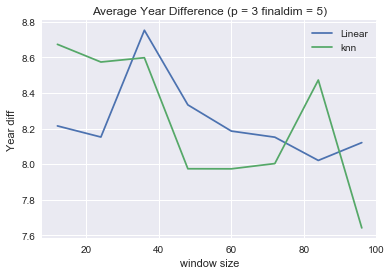 Average Year Difference (p = 3 finaldim = 5)
8.8
8.6
8.4
8.2
8.0
7.8
7.6
Year diff
Linear
knn
20
40
60
80
100
window size